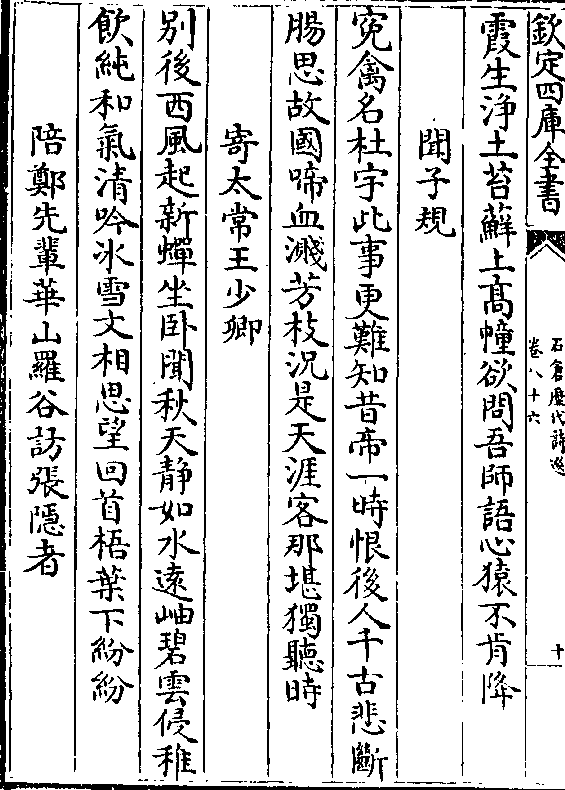 欽定四庫全書
石倉歷代詩選
卷八十六
十
霞生浄土苔蘚上髙幢欲問吾師語心猿不肯降
聞子規
寃禽名杜宇此事更難知昔帝一時恨後人千古悲斷
腸思故國啼血濺芳枝況是天涯客那堪獨聽時
寄太常王少卿
别後西風起新蟬坐卧聞秋天静如水遠岫碧雲侵稚
飲純和氣清吟冰雪文相思望回首梧葉下紛紛
陪鄭先輩華山羅谷訪張隱者